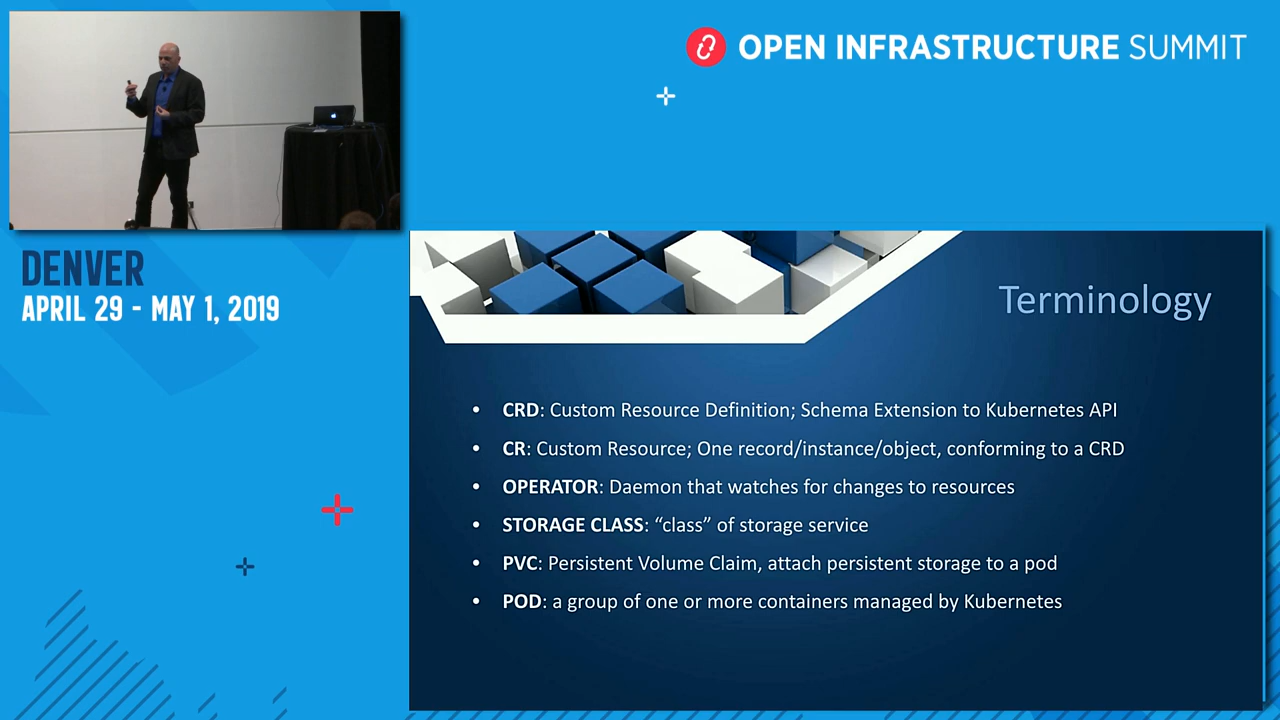 OPEN INFRASTRUCTURE SUMMIT
DENVER
APRIL 29 - MAY 1, 2019
Terminology
• CRD: Custom Resource Definition; Schema Extension to Kubernetes API
• CR: Custom Resource; One record/instance/object, conforming to a CRD
• OPERATOR: Daemon that watches for changes to resources
• STORAGE CLASS: “class” of storage service
• PVC: Persistent Volume Claim, attach persistent storage to a pod
• POD: a group of one or more containers managed by Kubernetes